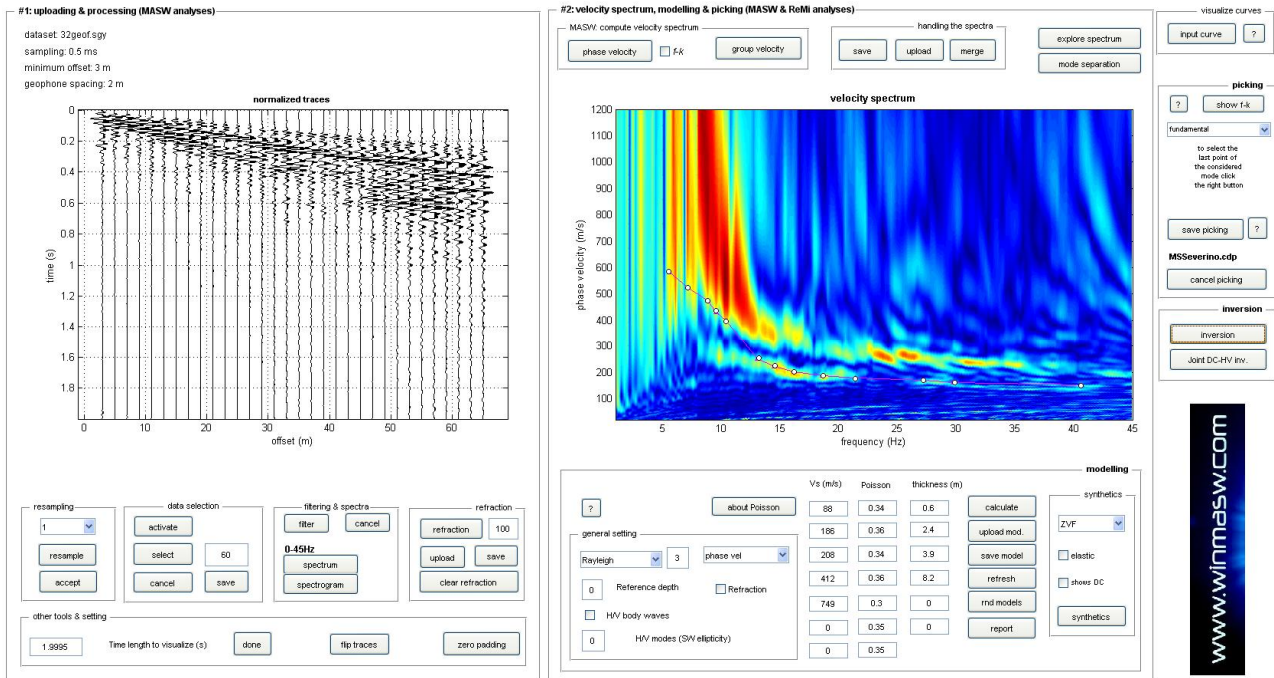 #1: uploading & processing (MASW analyses)
dataset: 32geof.sgy
sampling: 0.5 ms
minimum offset: 3 m
geophone spacing: 2 m
normalized traces
0
0.2
0.4
0.6
0.8
1
1.2
1.4
1.6
1.8
time (s)
0 10 20 30 40 50 60
offset (m)
resampling
1
resample
accept
data selection
activate
select 60
cancel save
filtering & spectra
filter cancel
0-45Hz
spectrum
spectrogram
refraction
refraction 100
upload save
clear refraction
other tools & setting
1.9995 Time length to visualize (s) done flip traces zero padding
#2: velocity spectrum, modelling & picking (MASW & ReMi analyses)
MASW: compute velocity spectrum
phase velocity f-k group velocity
handling the spectra
save upload merge
explore spectrum
mode separation
velocity spectrum
1200
1100
1000
900
800
700
600
500
400
300
200
100
phase velocity (m/s)
5 10 15 20 25 30 35 40 45
frequency (Hz)
modelling
? about Poisson
general setting
Rayleigh 3 phase vel
0 Reference depth Refraction
H/V body waves
0 H/V modes (SW ellipticity)
Vs (m/s) Poisson thickness (m)
88 0.34 0.6
186 0.36 2.4
208 0.34 3.9
412 0.36 8.2
749 0.3 0
0 0.35 0
0 0.35
calculate
upload mod.
save model
refresh
rnd models
report
synthetics
ZVF
elastic
shows DC
synthetics
visualize curves
input curve ?
picking
? show f-k
fundamental
to select the
last point of
the considered
mode click
the right button
save picking ?
MSSeverino.cdp
cancel picking
inversion
inversion
Joint DC-HV inv.
www.winmasw.com